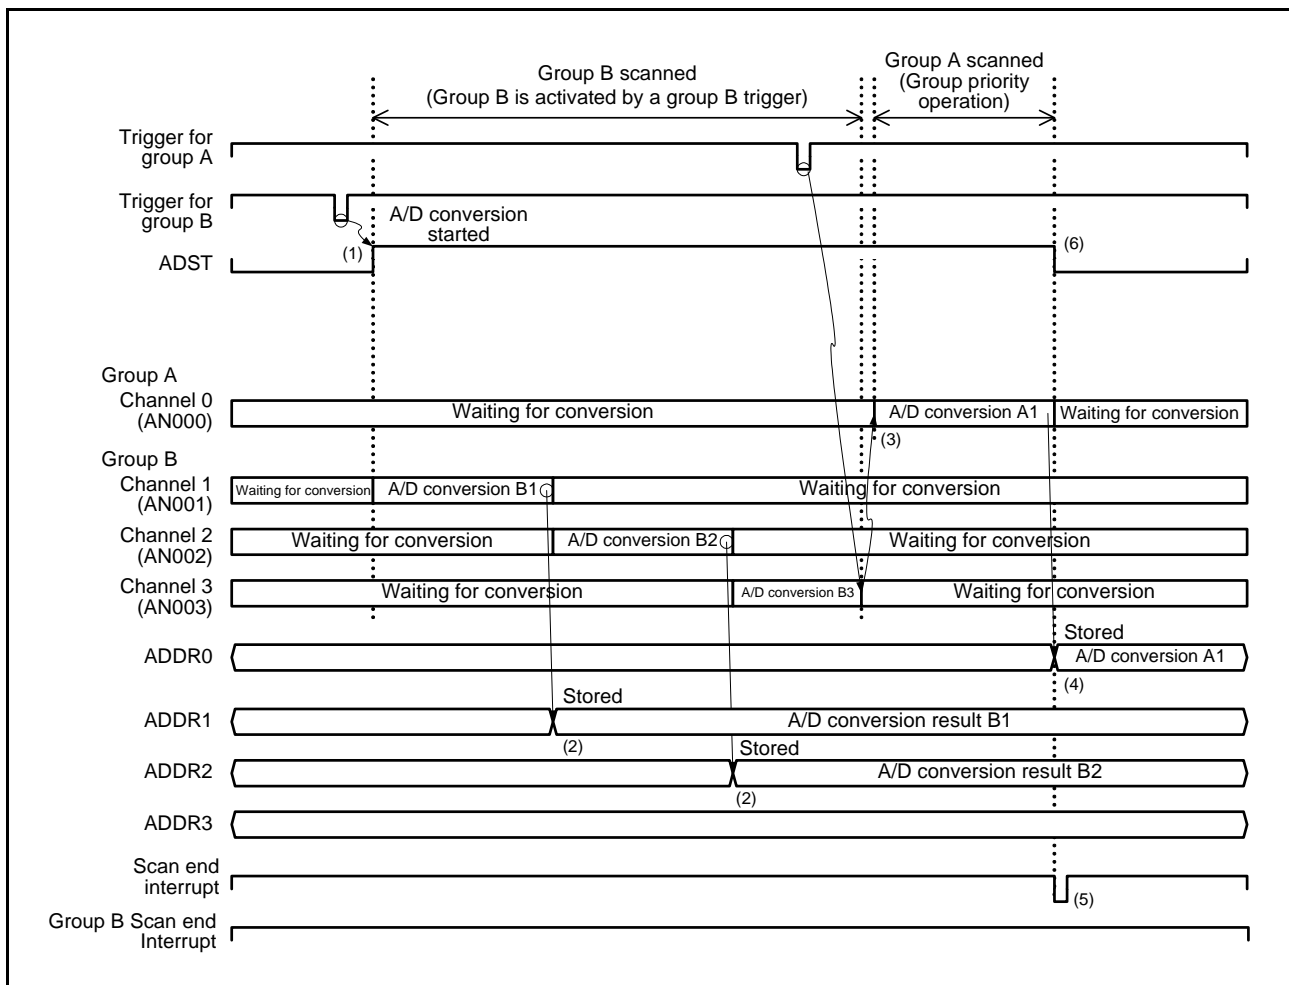 Group B scanned
(Group B is activated by a group B trigger)
Group A scanned
(Group priority
operation)
Trigger for
group A
Trigger for
group B
A/D conversion
started
(1)
(6)
ADST
Group A
Channel 0
(AN000)
Waiting for conversion
A/D conversion A1
Waiting for conversion
(3)
Group B
Channel 1
(AN001)
Waiting for conversion
A/D conversion B1
Waiting for conversion
Channel 2
(AN002)
Waiting for conversion
A/D conversion B2
Waiting for conversion
Channel 3
(AN003)
Waiting for conversion
A/D conversion B3
Waiting for conversion
Stored
ADDR0
A/D conversion A1
(4)
Stored
ADDR1
A/D conversion result B1
(2)
Stored
ADDR2
A/D conversion result B2
(2)
ADDR3
Scan end
interrupt
(5)
Group B Scan end
Interrupt